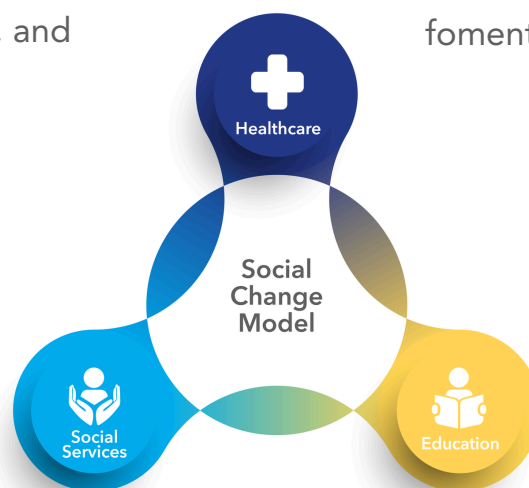 and
foment
Healthcare
Social
Change
Model
Social
Services
Education